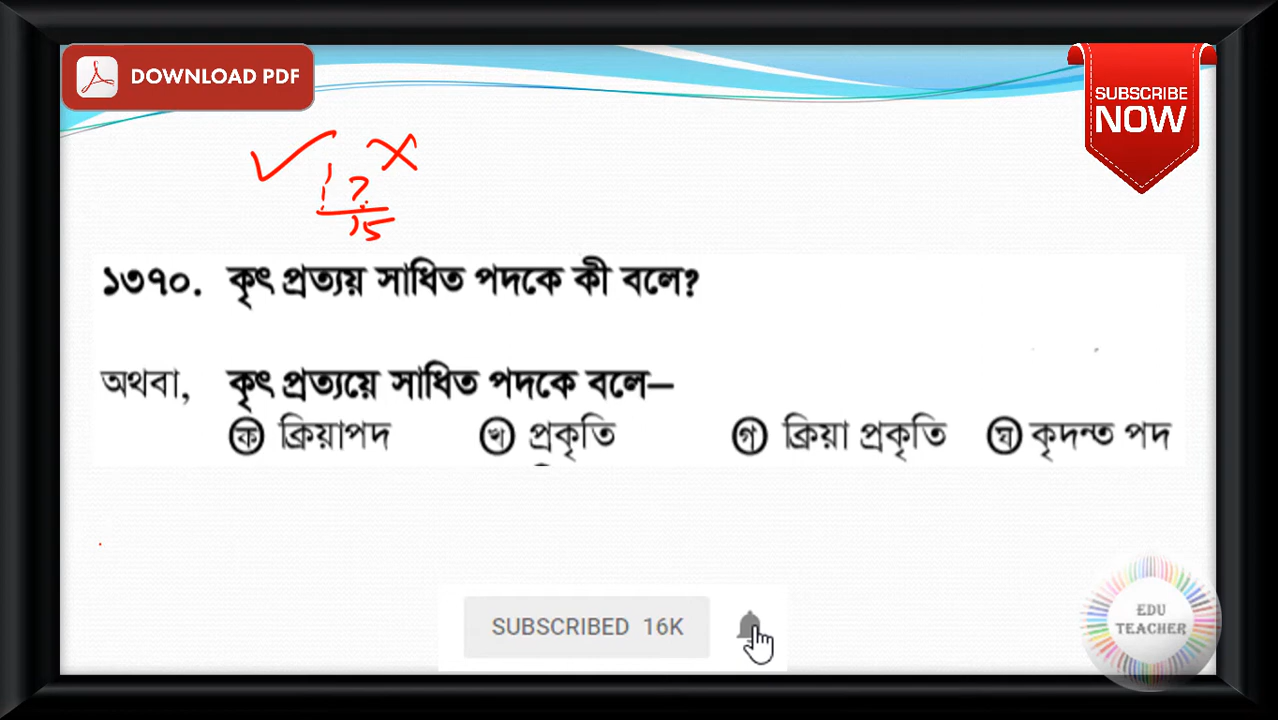 DOWNLOAD PDF
SUBSCRIBE
NOW
১৩৭০. কৃৎ প্রত্যয় সাধিত পদকে কী বলে?
অথবা, কৃৎ প্রত্যয়ে সাধিত পদকে বলে—
ক ক্রিয়াপদ খ প্রকৃতি গ ক্রিয়া প্রকৃতি ঘ কৃদন্ত পদ
SUBSCRIBED 16K
EDU
TEACHER